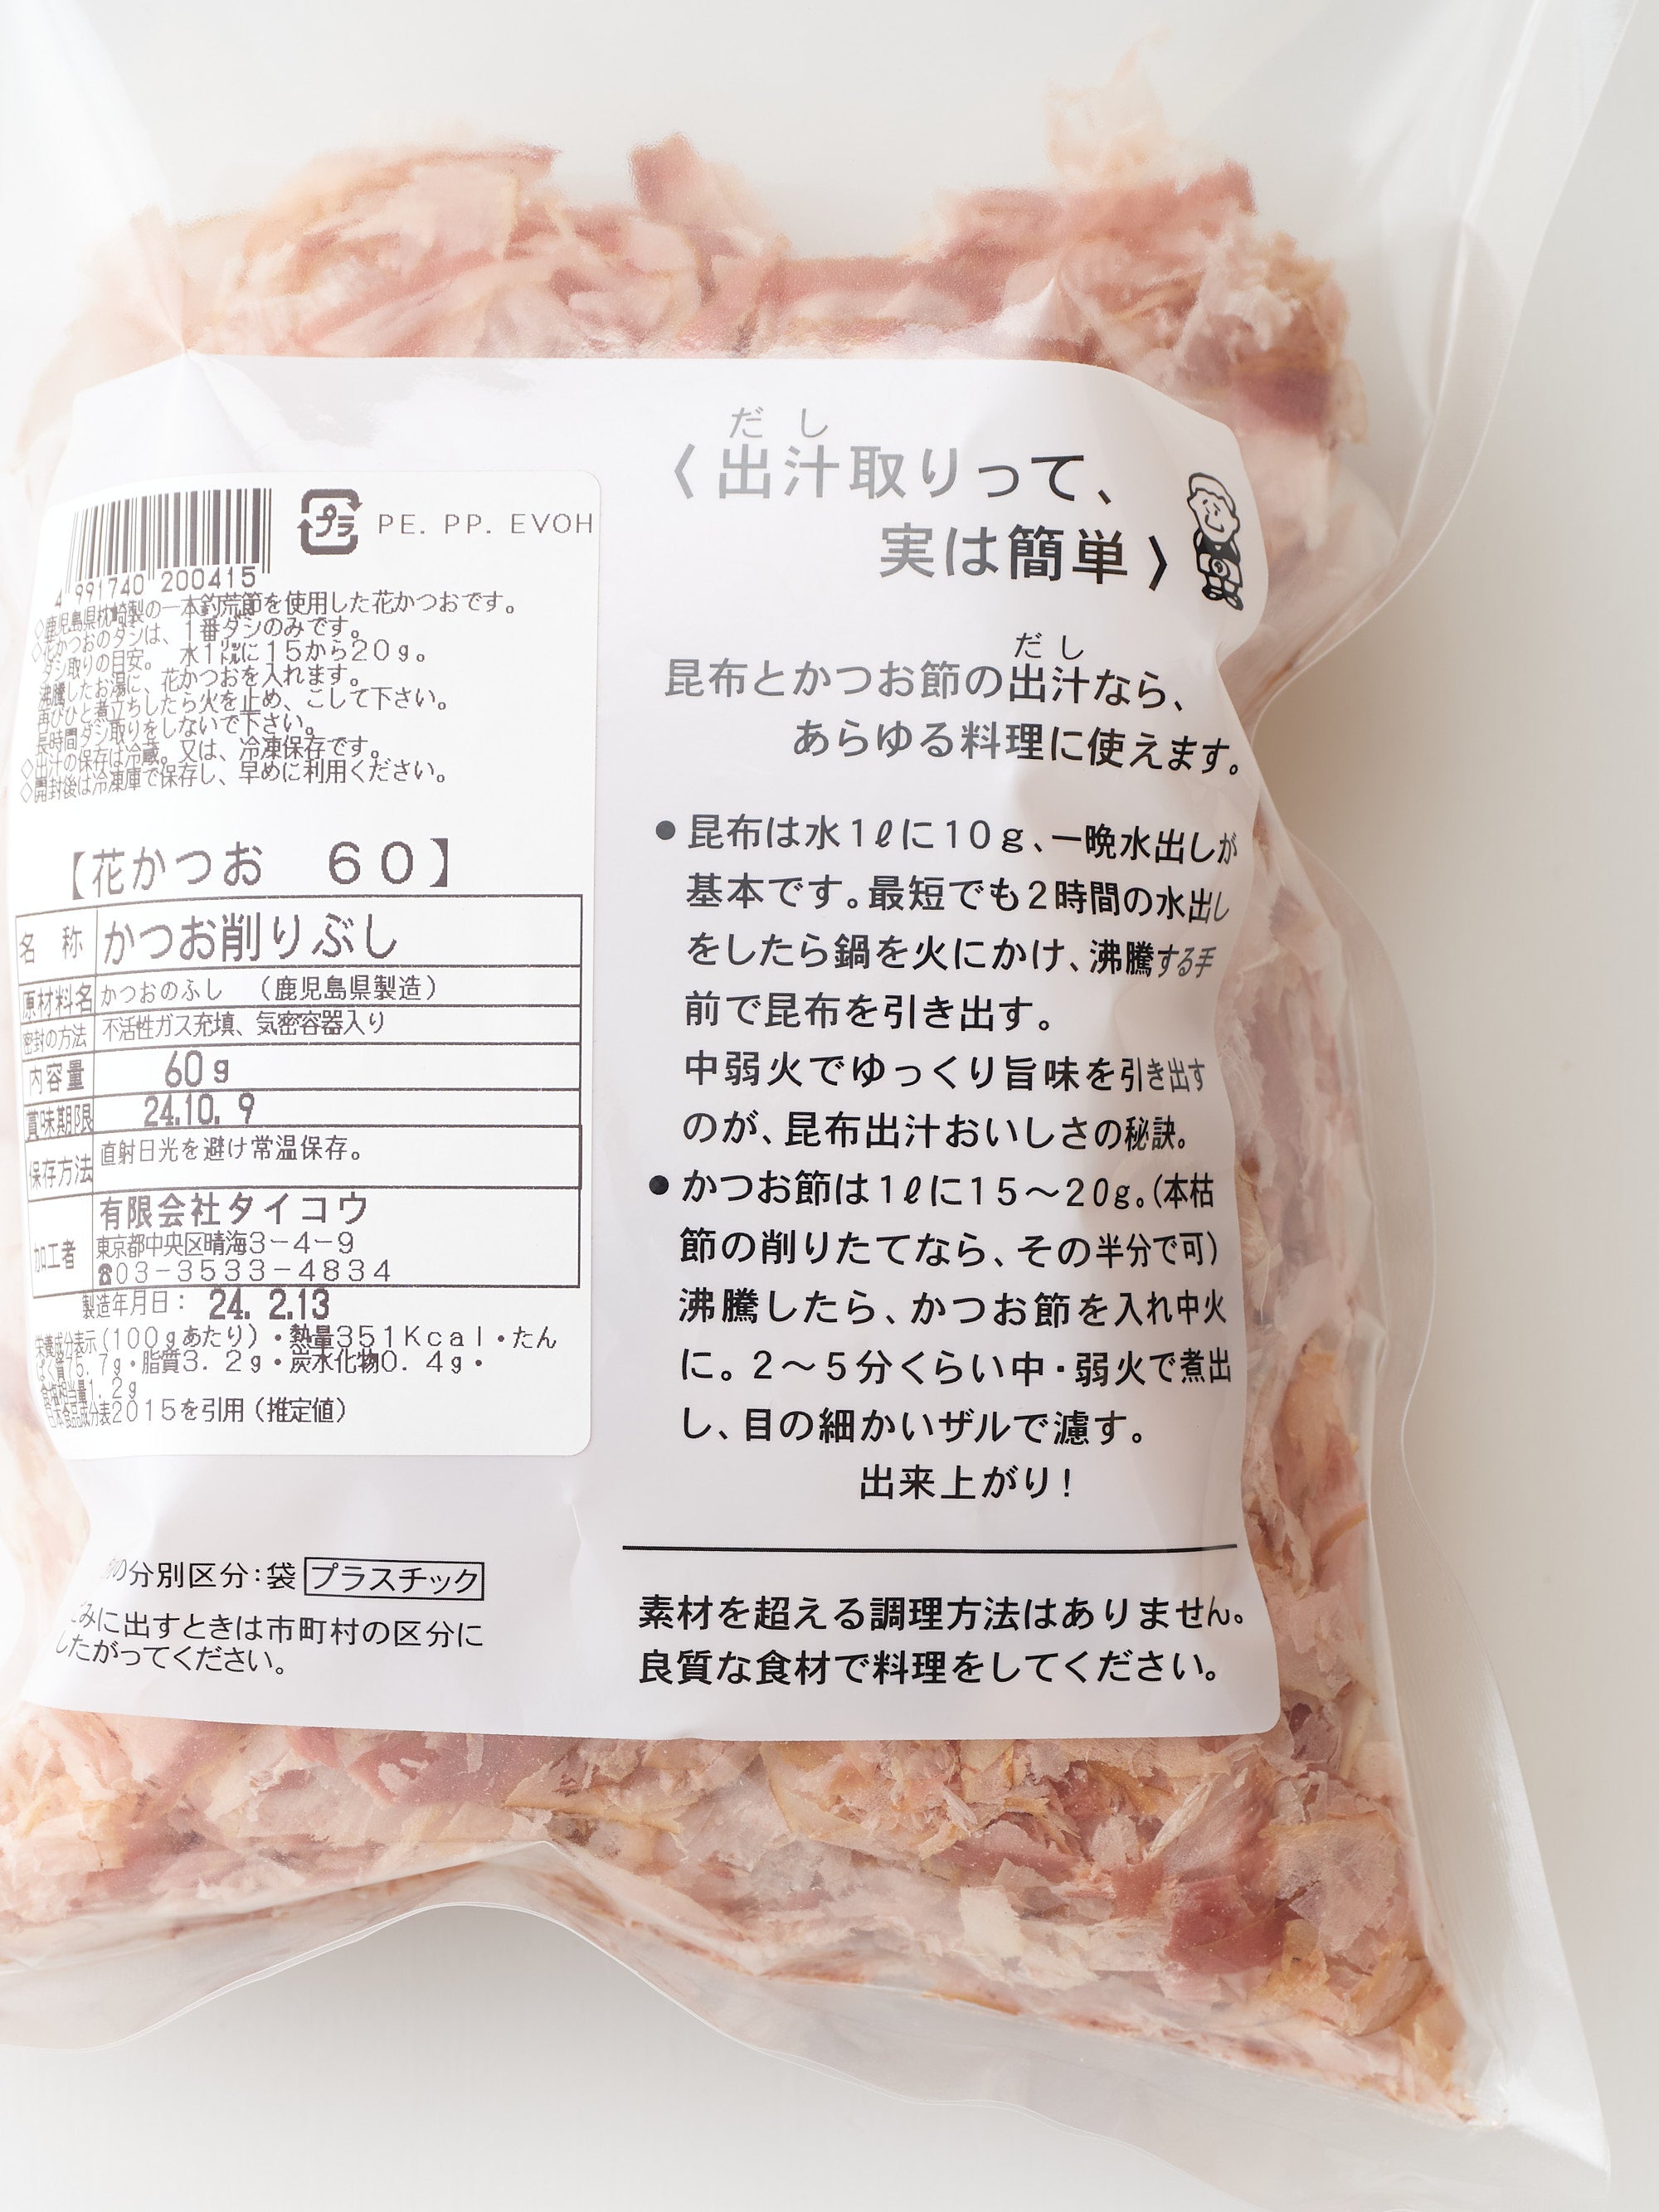 4 991740 200415
プラ
PE. PP. EVOH
◇鹿児島県枕崎製の一本釣荒節を使用した花かつおです。
◇花かつおのダシは、1番ダシのみです。
ダシ取りの目安。 水1㍑に15から20g。
沸騰したお湯に、花かつおを入れます。
再びひと煮立ちしたら火を止め、こして下さい。
長時間ダシ取りをしないで下さい。
◇出汁の保存は冷蔵。又は、冷凍保存です。
◇開封後は冷凍庫で保存し、早めに利用ください。
【花かつお 60】
名 称 かつお削りぶし
原材料名 かつおのふし (鹿児島県製造)
密封の方法 不活性ガス充填、気密容器入り
内容量 60g
賞味期限 24.10. 9
保存方法 直射日光を避け常温保存。
加工者 有限会社タイコウ
東京都中央区晴海3-4-9
☎03-3533-4834
製造年月日: 24. 2.13
栄養成分表示(100gあたり)・熱量351Kcal・たん
ぱく質75.7g・脂質3.2g・炭水化物0.4g・
食塩相当量1.2g
日本食品成分表2015を引用(推定値)
の分別区分:袋 プラスチック
ごみに出すときは市町村の区分に
したがってください。
だし
〈出汁取りって、
実は簡単〉
だし
昆布とかつお節の出汁なら、
あらゆる料理に使えます。
●昆布は水1ℓに10g、一晩水出しが
基本です。最短でも2時間の水出し
をしたら鍋を火にかけ、沸騰する手
前で昆布を引き出す。
中弱火でゆっくり旨味を引き出す
のが、昆布出汁おいしさの秘訣。
●かつお節は1ℓに15〜20g。(本枯
節の削りたてなら、その半分で可)
沸騰したら、かつお節を入れ中火
に。2〜5分くらい中・弱火で煮出
し、目の細かいザルで濾す。
出来上がり!
素材を超える調理方法はありません。
良質な食材で料理をしてください。